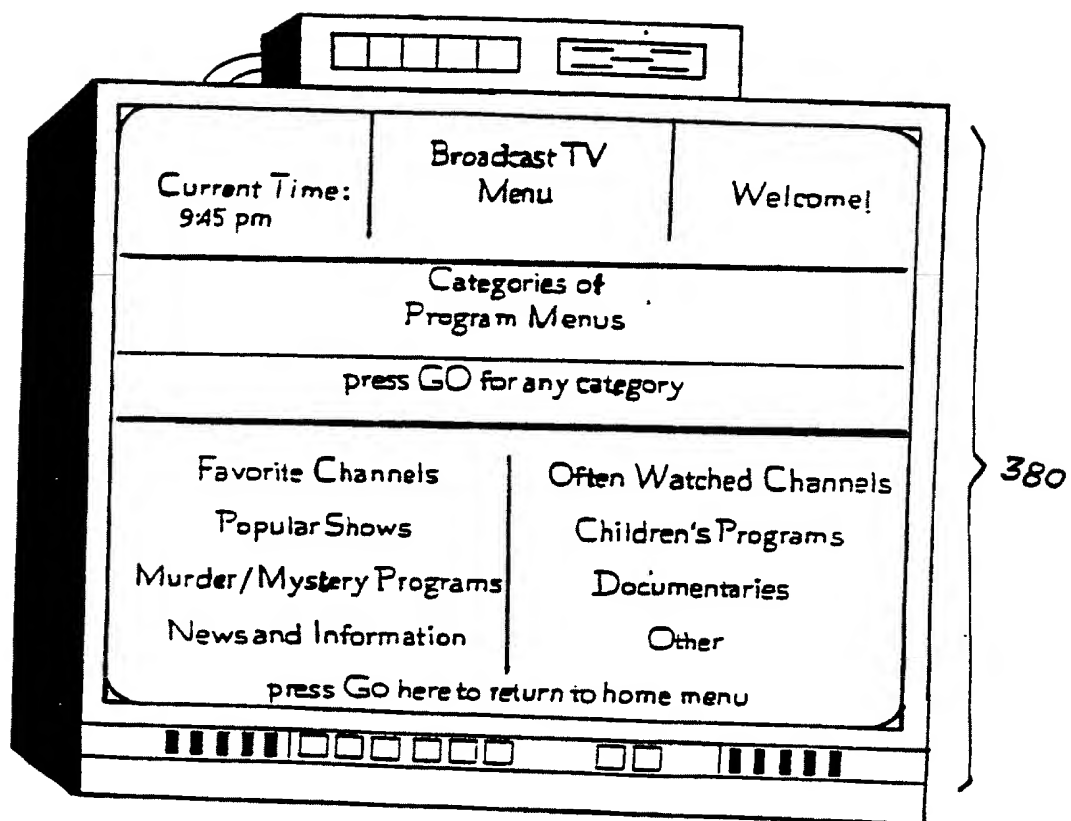 Broadcast TV
Menu
Current Time:
9:45 pm
Welcome!
Categories of
Program Menus
press GO for any category
Favorite Channels
Often Watched Channels
Popular Shows
Children's Programs
Murder/Mystery Programs
Documentaries
News and Information
Other
press Go here to return to home menu
380